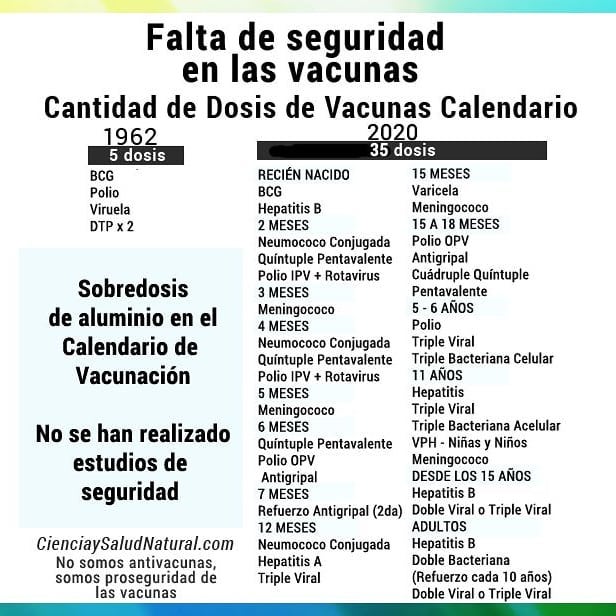 Falta de seguridad
en las vacunas
Cantidad de Dosis de Vacunas Calendario
1962
5 dosis
BCG
Polio
Viruela
DTP x 2
Sobredosis
de aluminio en el
Calendario de
Vacunación
No se han realizado
estudios de
seguridad
CienciaySaludNatural.com
No somos antivacunas,
somos proseguridad de
las vacunas
2020
35 dosis
RECIÉN NACIDO
BCG
Hepatitis B
2 MESES
Neumococo Conjugada
Quíntuple Pentavalente
Polio IPV + Rotavirus
3 MESES
Meningococo
4 MESES
Neumococo Conjugada
Quíntuple Pentavalente
Polio IPV + Rotavirus
5 MESES
Meningococo
6 MESES
Quíntuple Pentavalente
Polio OPV
Antigripal
7 MESES
Refuerzo Antigripal (2da)
12 MESES
Neumococo Conjugada
Hepatitis A
Triple Viral
15 MESES
Varicela
Meningococo
15 A 18 MESES
Polio OPV
Antigripal
Cuádruple Quíntuple
Pentavalente
5 - 6 AÑOS
Polio
Triple Viral
Triple Bacteriana Celular
11 AÑOS
Hepatitis
Triple Viral
Triple Bacteriana Acelular
VPH - Niñas y Niños
Meningococo
DESDE LOS 15 AÑOS
Hepatitis B
Doble Viral o Triple Viral
ADULTOS
Hepatitis B
Doble Bacteriana
(Refuerzo cada 10 años)
Doble Viral o Triple Viral